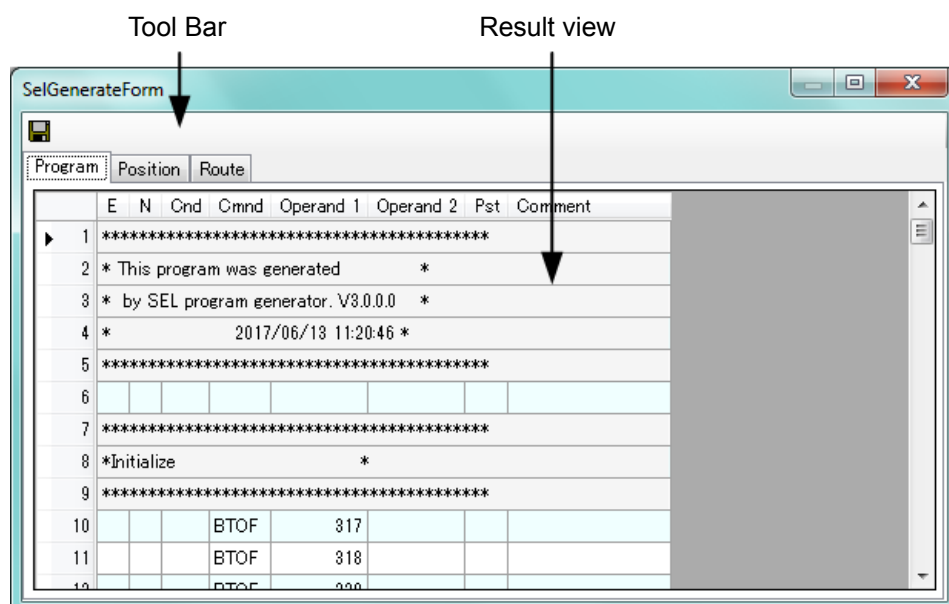 Tool Bar Result view
SelGenerateForm
Program Position Route
E N Cnd Cmnd Operand 1 Operand 2 Pst Comment
1 ******************************************
2 * This program was generated *
3 * by SEL program generator. V3.0.0.0 *
4 * 2017/06/13 11:20:46 *
5 ******************************************
6
7 ******************************************
8 *Initialize *
9 ******************************************
10 BTOF 317
11 BTOF 318